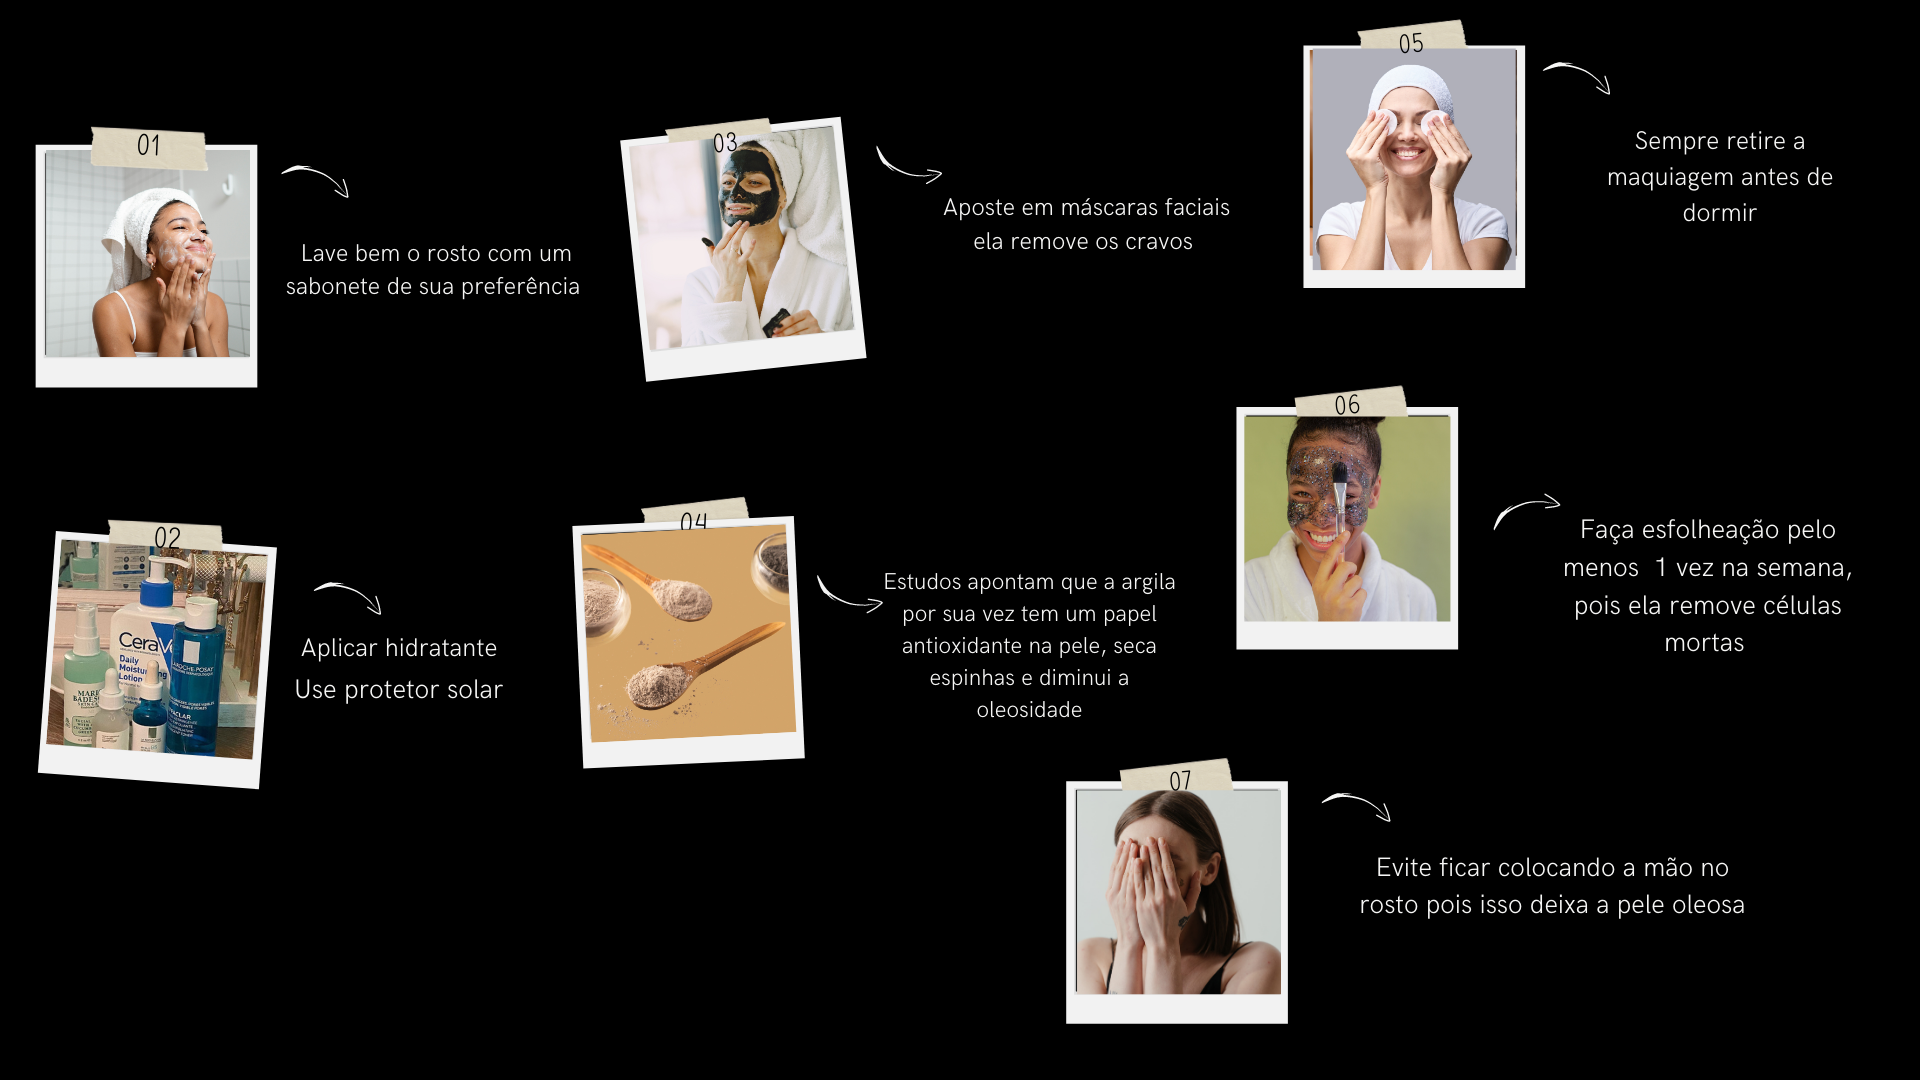 01
Lave bem o rosto com um
sabonete de sua preferência
02
CeraVe
Daily
Lotion
Aplicar hidratante
Use protetor solar
03
Aposte em máscaras faciais
ela remove os cravos
04
Estudos apontam que a argila
por sua vez tem um papel
antioxidante na pele, seca
espinhas e diminui a
oleosidade
05
Sempre retire a
maquiagem antes de
dormir
06
Faça esfolheação pelo
menos  1 vez na semana,
pois ela remove células
mortas
07
Evite ficar colocando a mão no
rosto pois isso deixa a pele oleosa